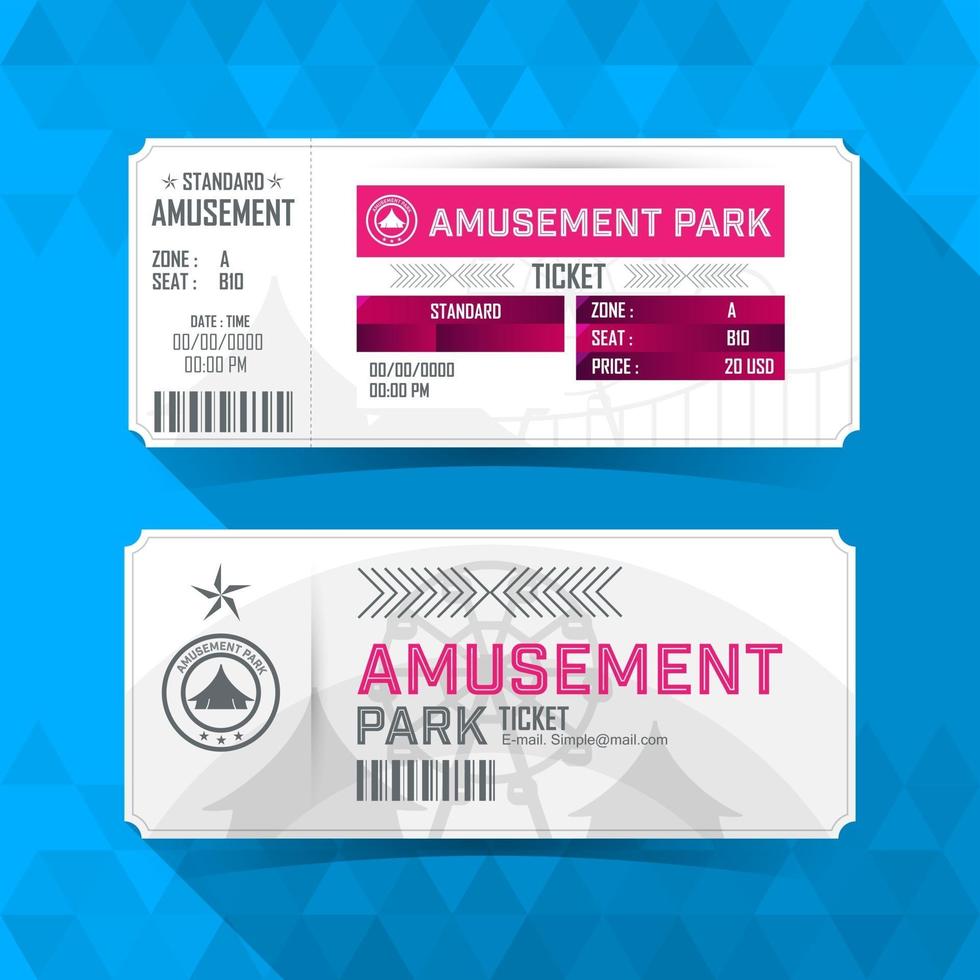 STANDARD
AMUSEMENT
ZONE : A
SEAT : B10
DATE : TIME
00/00/0000
00:00 PM
AMUSEMENT PARK
AMUSEMENT PARK
TICKET
STANDARD
00/00/0000
00:00 PM
ZONE : A
SEAT : B10
PRICE : 20 USD
AMUSEMENT PARK
AMUSEMENT
PARK TICKET
E-mail. Simple@mail.com